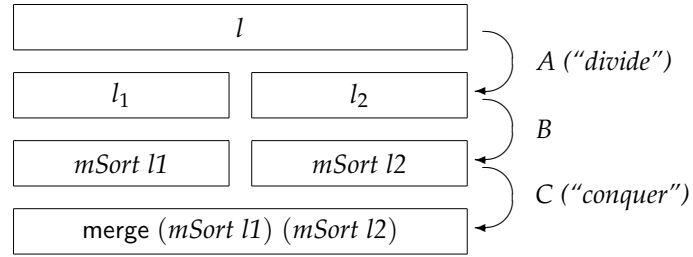 l
A (“divide”)
l₁ l₂
B
mSort l1 mSort l2
C (“conquer”)
merge (mSort l1) (mSort l2)